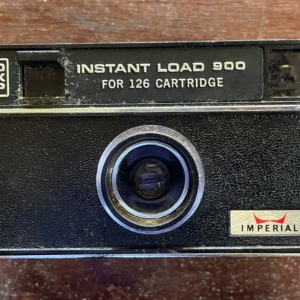 INSTANT LOAD 900
FOR 126 CARTRIDGE
IMPERIAL